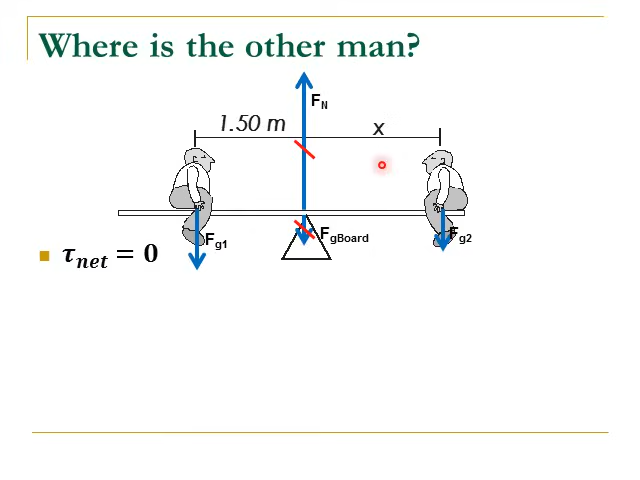 Where is the other man?
F_N
1.50 m
x
F_g1
F_gBoard
F_g2
τ_net = 0